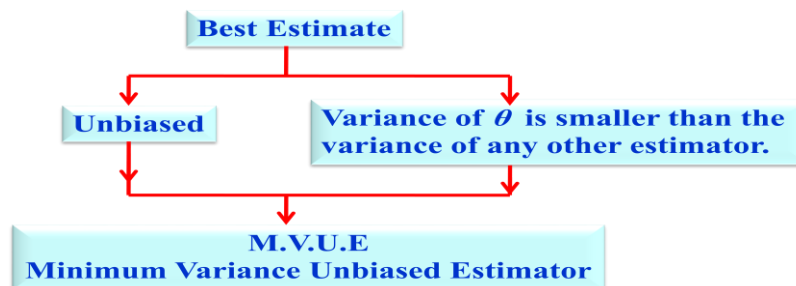 Best Estimate
Unbiased
Variance of θ is smaller than the
variance of any other estimator.
M.V.U.E
Minimum Variance Unbiased Estimator